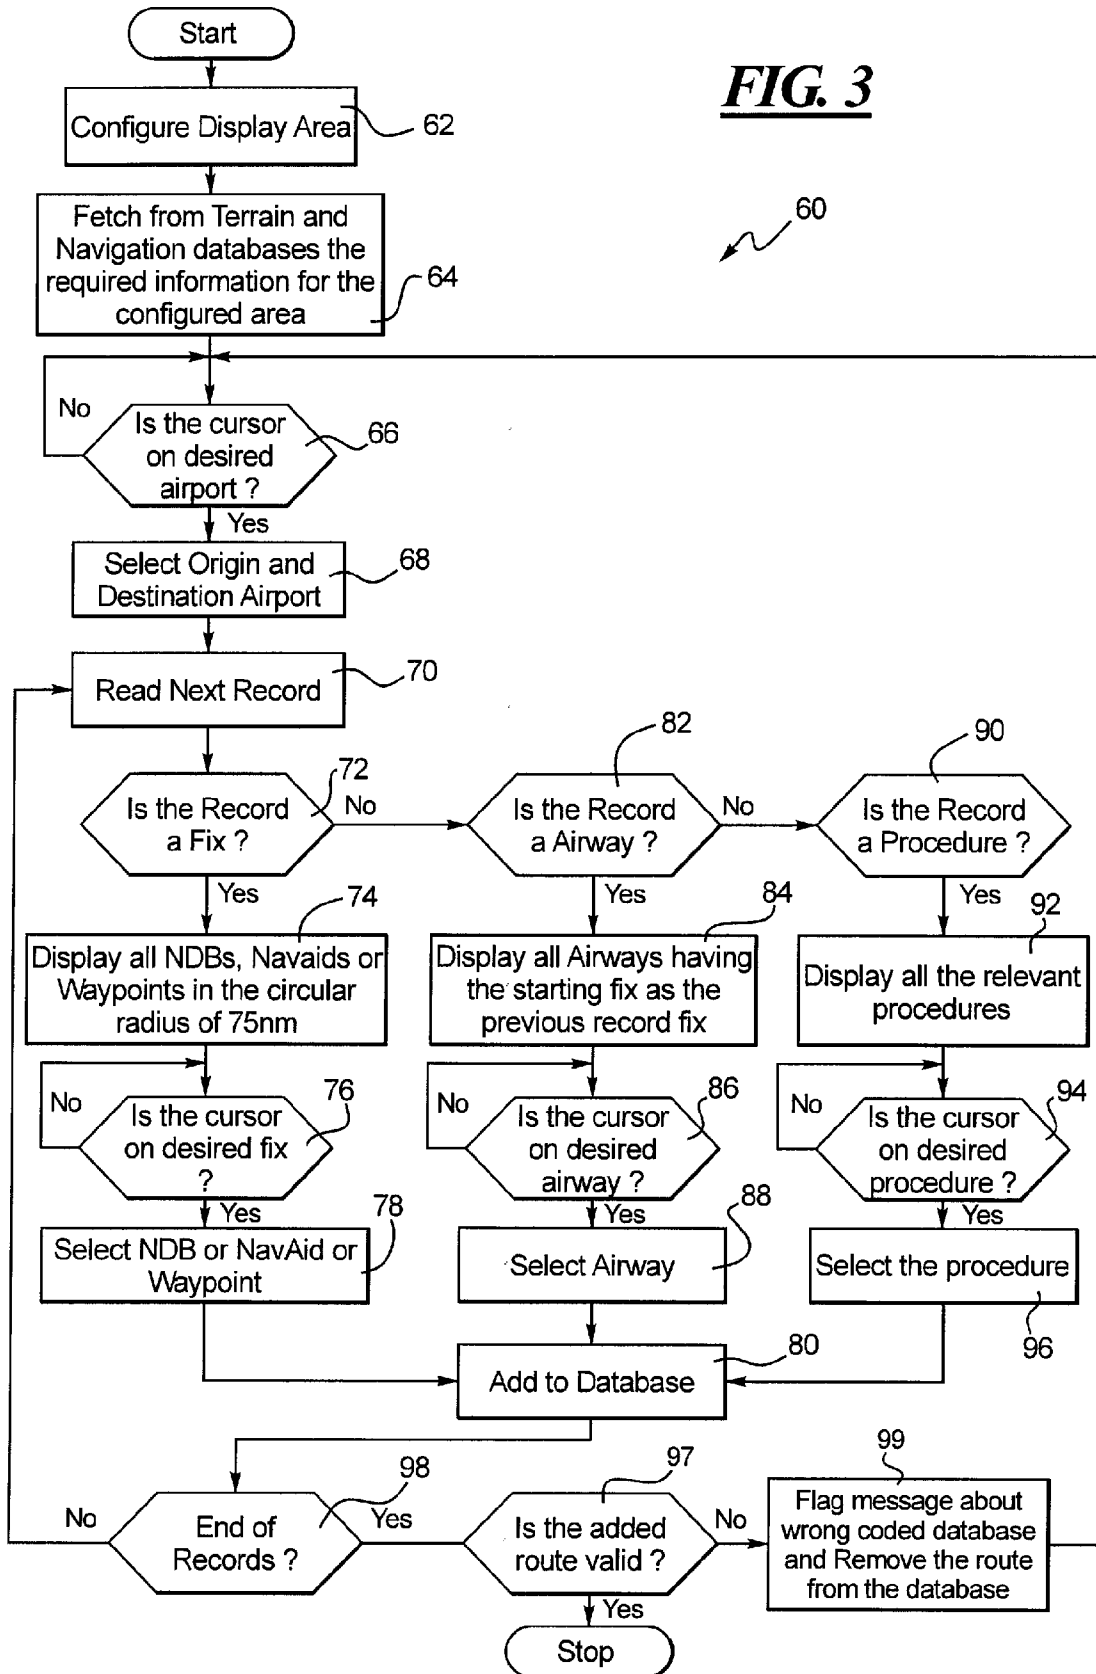 Start
FIG. 3
Configure Display Area
62
Fetch from Terrain and
Navigation databases the
required information for the
configured area
64
60
No
Is the cursor
on desired
airport ?
66
Yes
Select Origin and
Destination Airport
68
Read Next Record
70
Is the Record
a Fix ?
72
No
Is the Record
a Airway ?
82
No
Is the Record
a Procedure ?
90
Yes
Yes
Yes
Display all NDBs, Navaids or
Waypoints in the circular
radius of 75nm
74
Display all Airways having
the starting fix as the
previous record fix
84
Display all the relevant
procedures
92
No
Is the cursor
on desired fix
?
76
No
Is the cursor
on desired
airway ?
86
No
Is the cursor
on desired
procedure ?
94
Yes
Yes
Yes
Select NDB or NavAid or
Waypoint
78
Select Airway
88
Select the procedure
96
Add to Database
80
No
End of
Records ?
98
Yes
Is the added
route valid ?
97
No
Flag message about
wrong coded database
and Remove the route
from the database
99
Yes
Stop